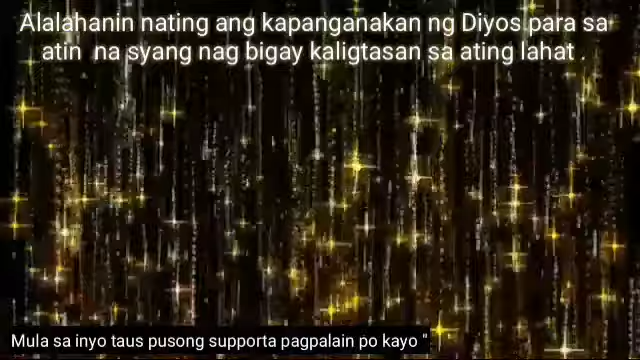 Alalahanin nating ang kapanganakan ng Diyos para sa
atin na syang nag bigay kaligtasan sa ating lahat .
Mula sa inyo taus pusong supporta pagpalain po kayo "